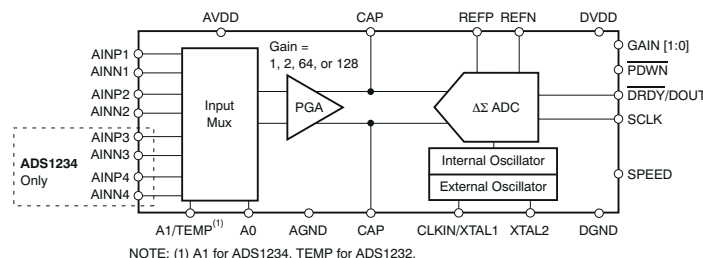 AVDD
CAP
REFP
REFN
DVDD
AINP1
AINN1
AINP2
AINN2
AINP3
AINN3
AINP4
AINN4
ADS1234
Only
Input
Mux
Gain =
1, 2, 64, or 128
PGA
ΔΣ ADC
Internal Oscillator
External Oscillator
GAIN [1:0]
PDWN
DRDY/DOUT
SCLK
SPEED
A1/TEMP(1)
A0
AGND
CAP
CLKIN/XTAL1
XTAL2
DGND
NOTE: (1) A1 for ADS1234, TEMP for ADS1232.